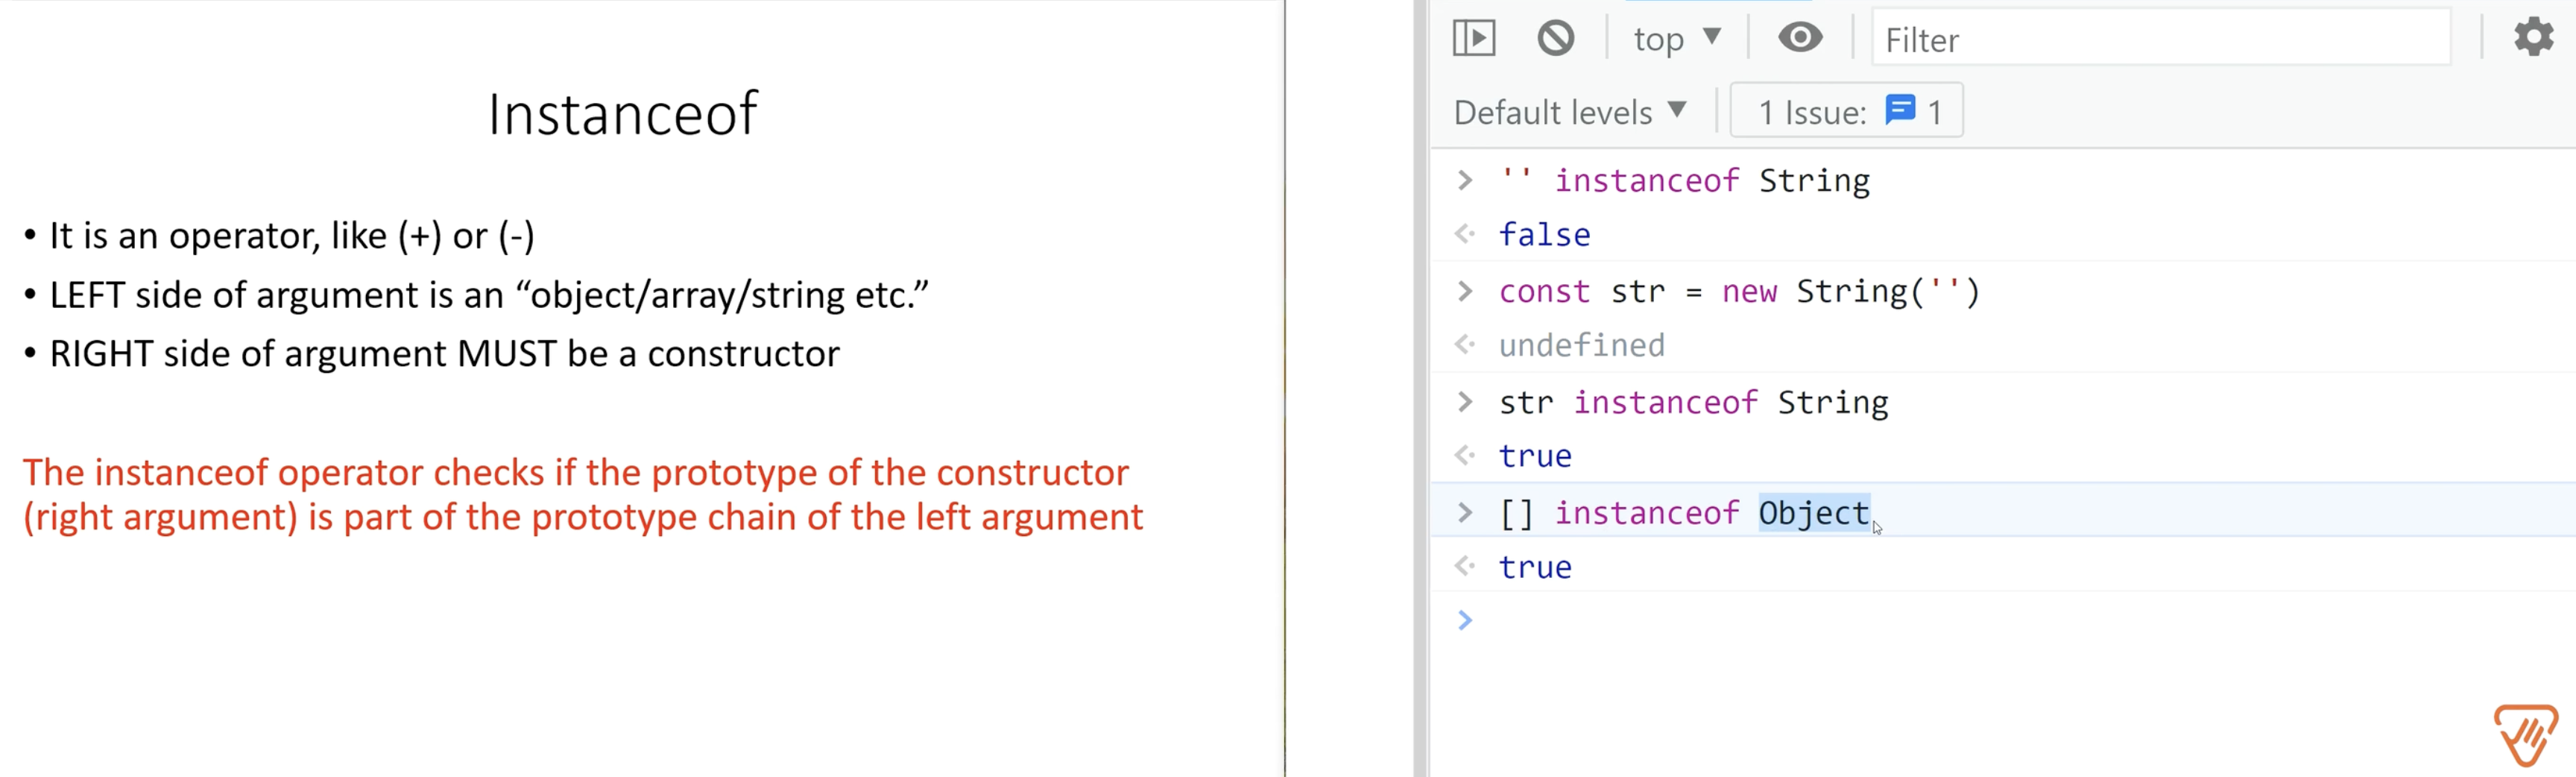 Instanceof
• It is an operator, like (+) or (-)
• LEFT side of argument is an “object/array/string etc.”
• RIGHT side of argument MUST be a constructor
The instanceof operator checks if the prototype of the constructor
(right argument) is part of the prototype chain of the left argument
top
Filter
Default levels
1 Issue: 1
> '' instanceof String
false
> const str = new String('')
undefined
> str instanceof String
true
> [] instanceof Object
true
>